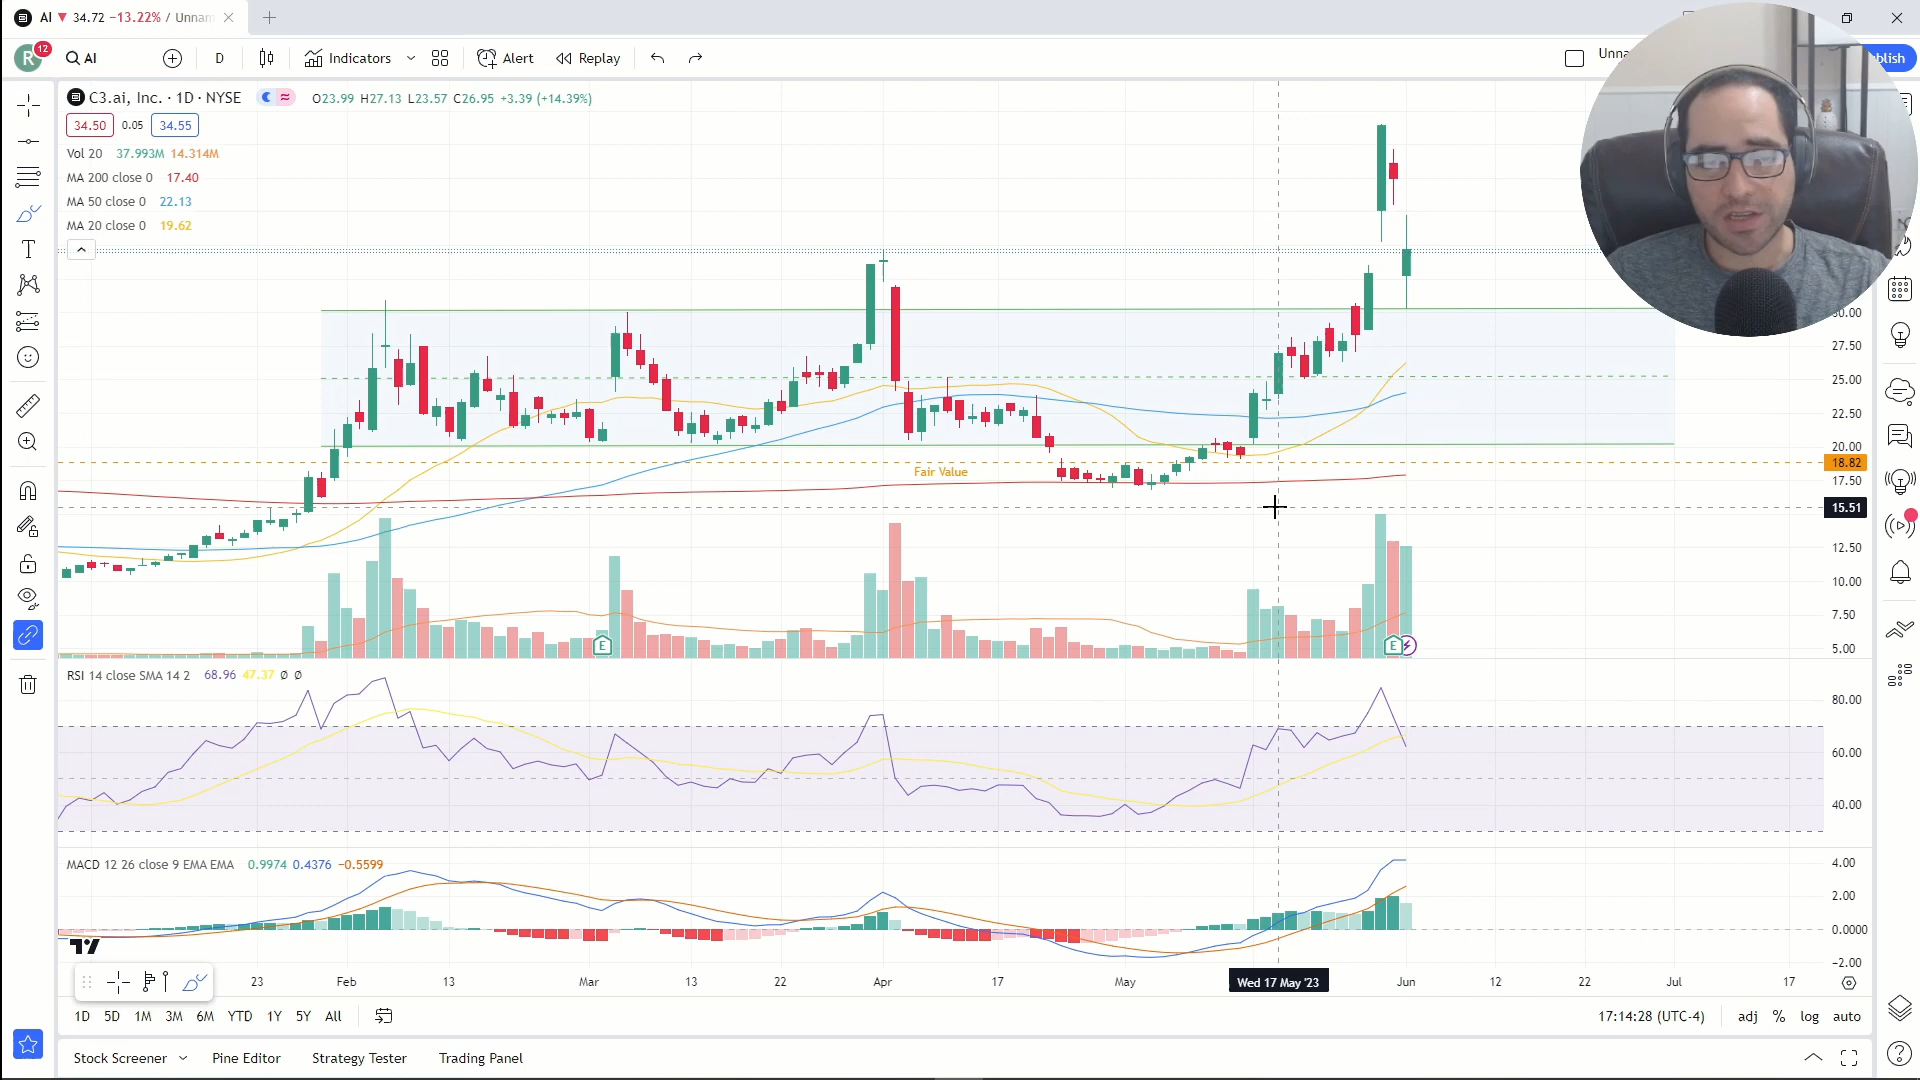 AI ▼ 34.72 −13.22% / Unnam
R 12 AI D Indicators Alert Replay Unna blish
C3.ai, Inc. · 1D · NYSE O23.99 H27.13 L23.57 C26.95 +3.39 (+14.39%)
34.50 0.05 34.55
Vol 20 37.993M 14.314M
MA 200 close 0 17.40
MA 50 close 0 22.13
MA 20 close 0 19.62
30.00
27.50
25.00
22.50
20.00
18.82
Fair Value
17.50
15.51
12.50
10.00
7.50
5.00
E E
RSI 14 close SMA 14 2 68.96 47.37 Ø Ø
80.00
60.00
40.00
MACD 12 26 close 9 EMA EMA 0.9974 0.4376 −0.5599
4.00
2.00
0.0000
−2.00
23 Feb 13 Mar 13 22 Apr 17 May Wed 17 May '23 Jun 12 22 Jul 17
1D 5D 1M 3M 6M YTD 1Y 5Y All 17:14:28 (UTC-4) adj % log auto
Stock Screener Pine Editor Strategy Tester Trading Panel